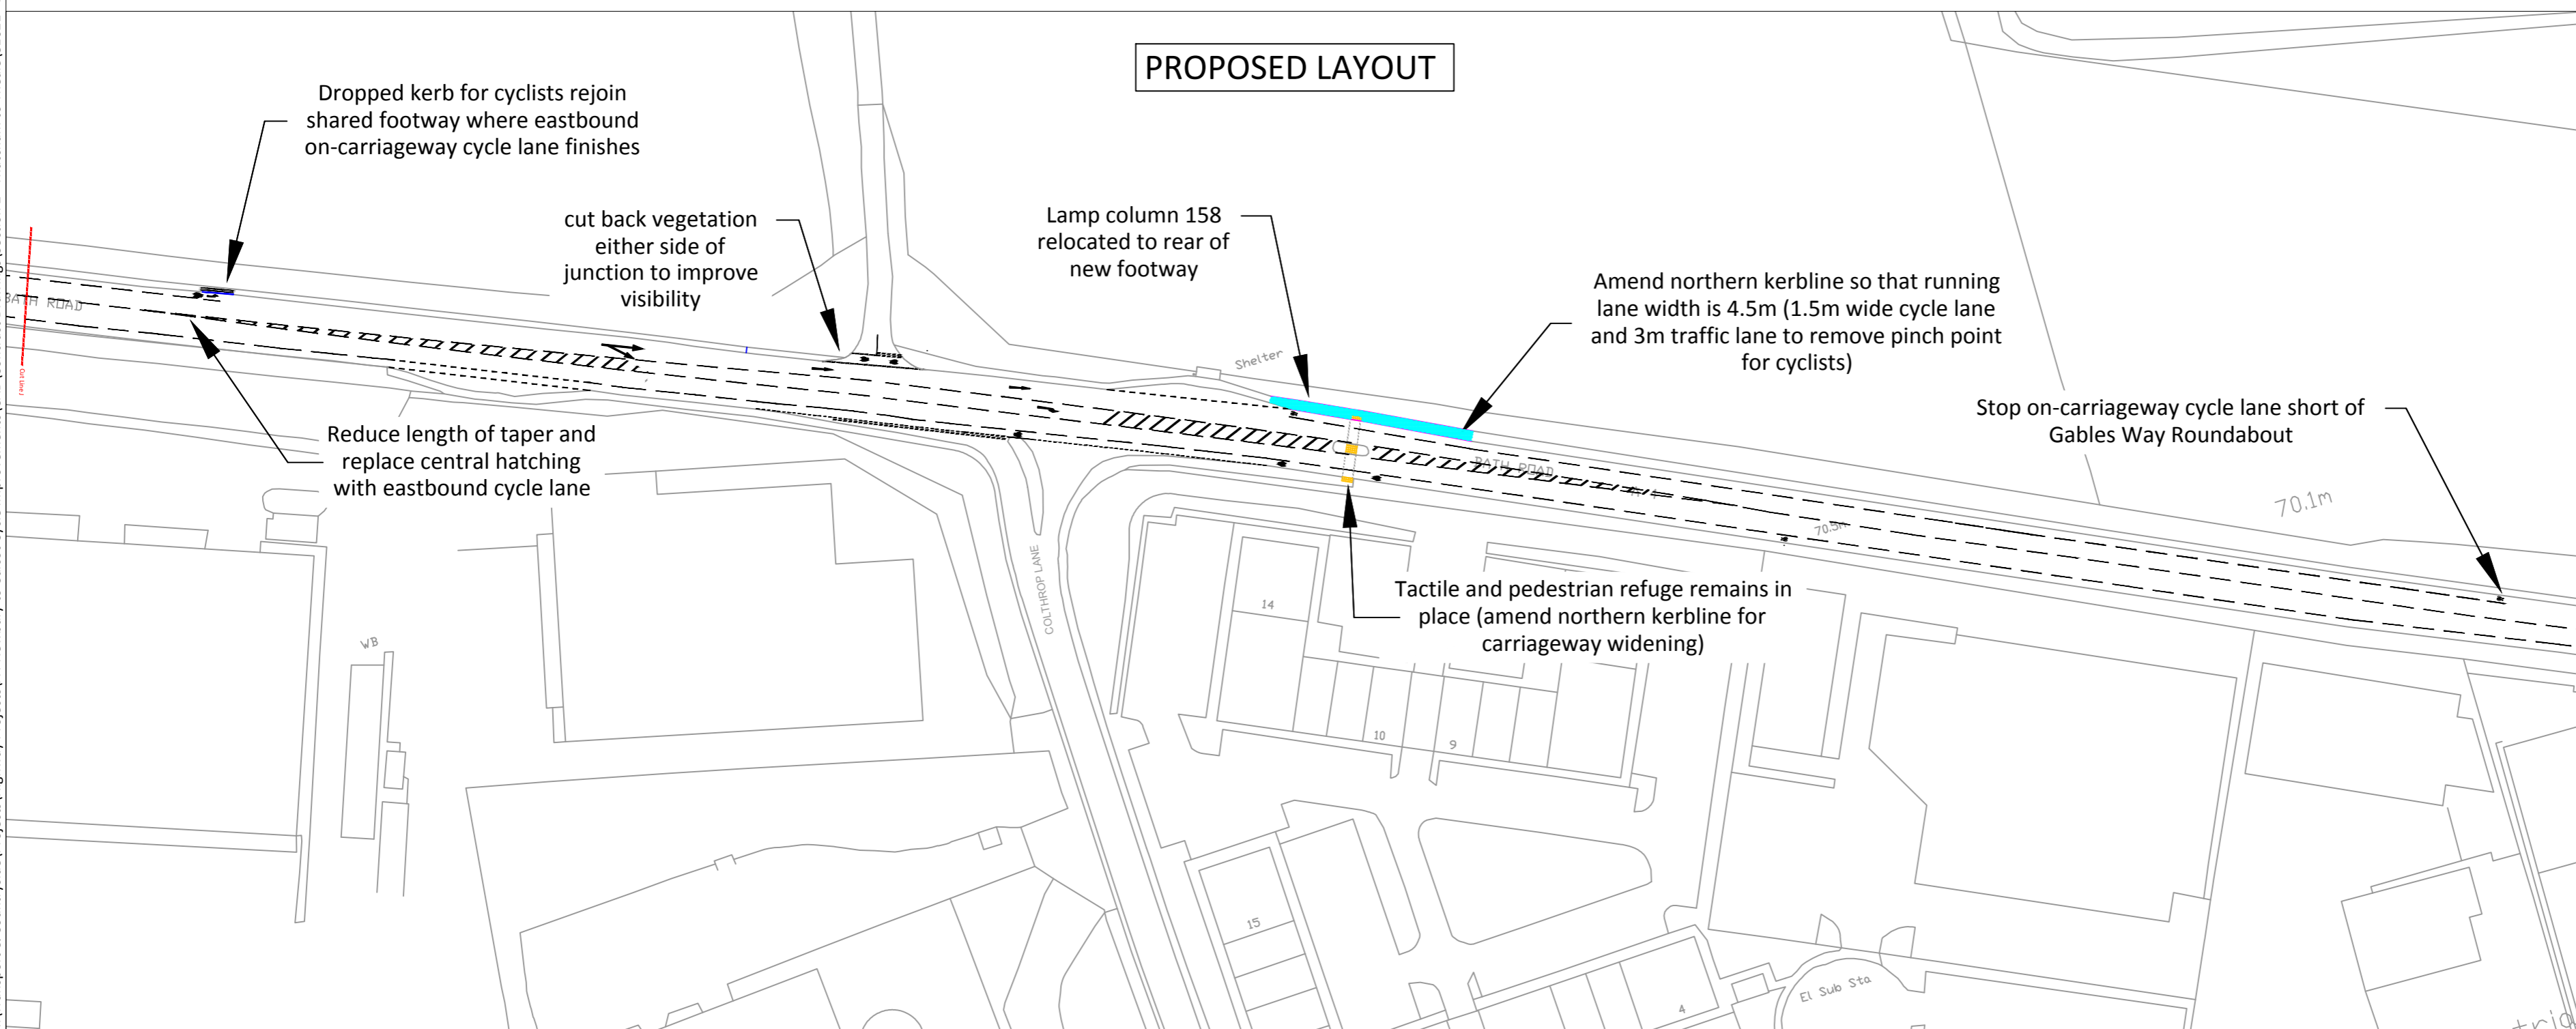 PROPOSED LAYOUT
Dropped kerb for cyclists rejoin
shared footway where eastbound
on-carriageway cycle lane finishes
cut back vegetation
either side of
junction to improve
visibility
Lamp column 158
relocated to rear of
new footway
Amend northern kerbline so that running
lane width is 4.5m (1.5m wide cycle lane
and 3m traffic lane to remove pinch point
for cyclists)
Stop on-carriageway cycle lane short of
Gables Way Roundabout
Reduce length of taper and
replace central hatching
with eastbound cycle lane
Tactile and pedestrian refuge remains in
place (amend northern kerbline for
carriageway widening)
BATH ROAD
Shelter
BATH ROAD
70.5m
70.1m
COLTHROP LANE
WB
14
10
9
15
4
El Sub Sta